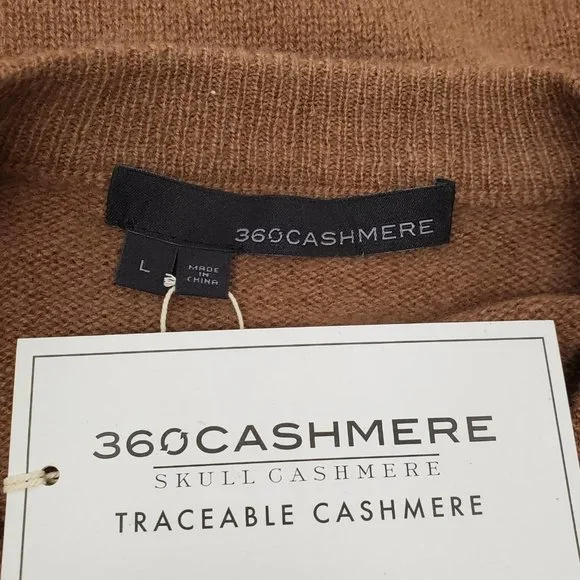 360CASHMERE
L
MADE
IN
CHINA
360CASHMERE
SKULL CASHMERE
TRACEABLE CASHMERE